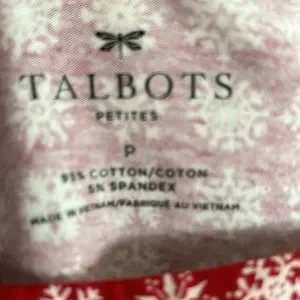 TALBOTS
PETITES
P
95% COTTON/COTON
5% SPANDEX
MADE IN VIETNAM/FABRIQUÉ AU VIETNAM